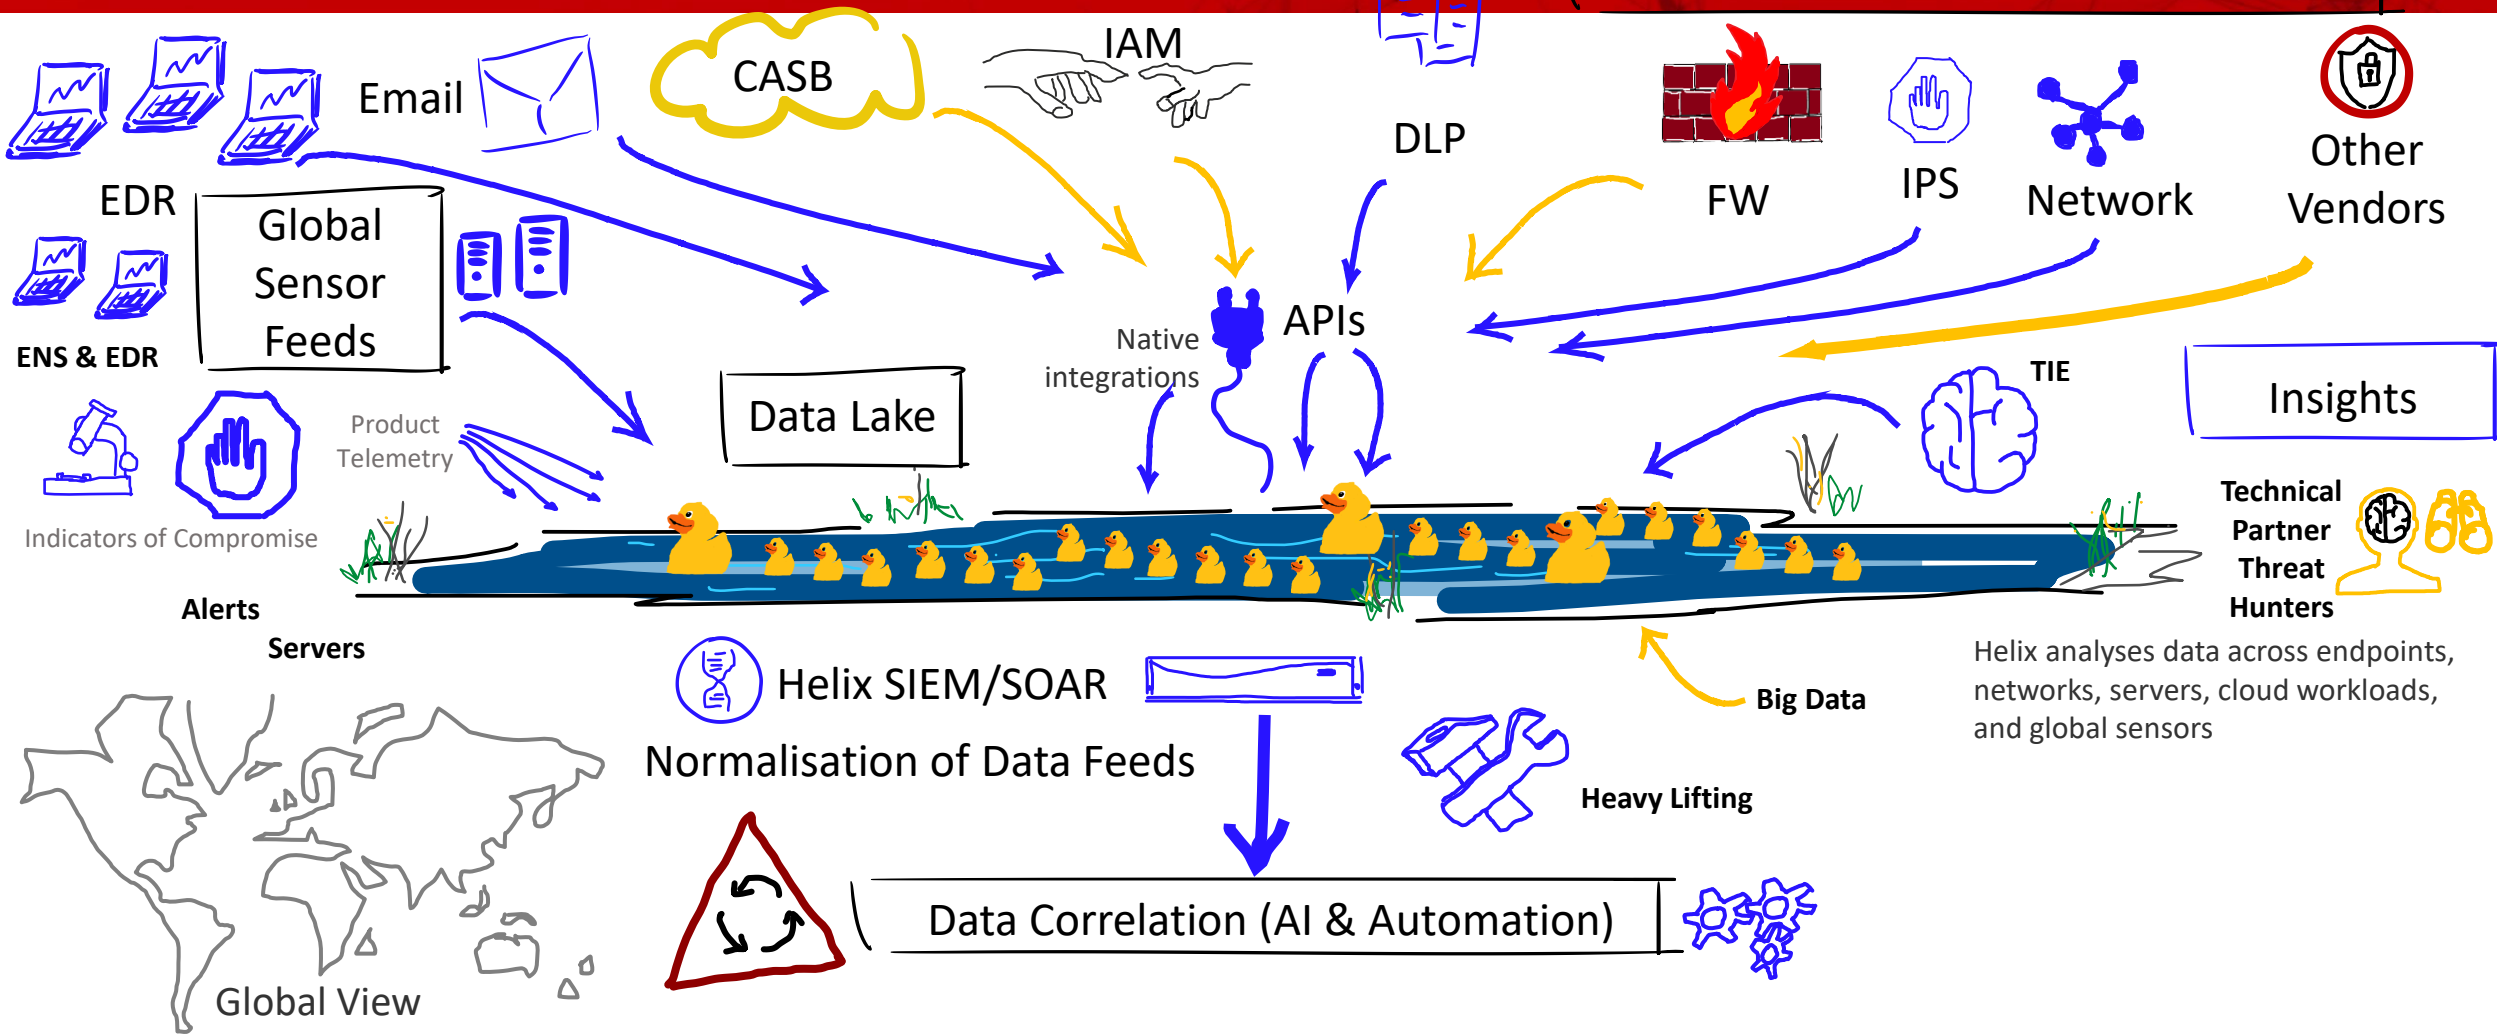 IAM
Email
CASB
DLP
Other
Vendors
EDR
FW
IPS
Network
Global
Sensor
Feeds
ENS & EDR
APIs
Native
integrations
TIE
Insights
Data Lake
Product
Telemetry
Indicators of Compromise
Technical
Partner
Threat
Hunters
Alerts
Servers
Helix SIEM/SOAR
Big Data
Helix analyses data across endpoints,
networks, servers, cloud workloads,
and global sensors
Normalisation of Data Feeds
Heavy Lifting
Data Correlation (AI & Automation)
Global View